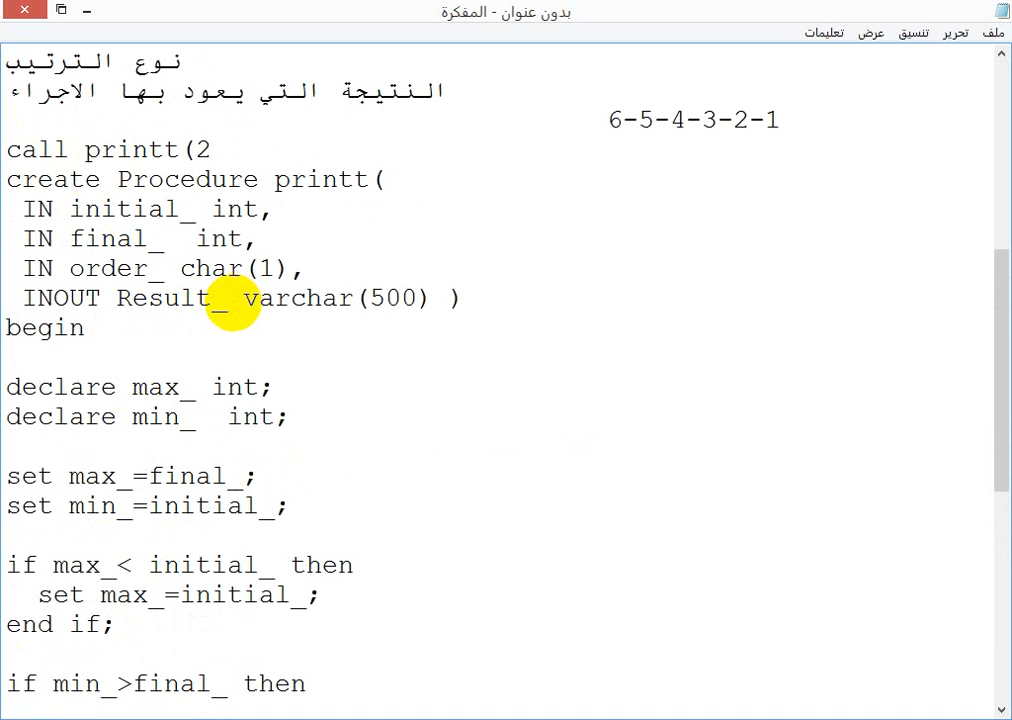 بدون عنوان - المفكرة
ملف تحرير تنسيق عرض تعليمات
نوع الترتيب
النتيجة التي يعود بها الاجراء
6-5-4-3-2-1
call printt(2
create Procedure printt(
IN initial_ int,
IN final_  int,
IN order_ char(1),
INOUT Result_ varchar(500) )
begin
declare max_ int;
declare min_  int;
set max_=final_;
set min_=initial_;
if max_< initial_ then
set max_=initial_;
end if;
if min_>final_ then